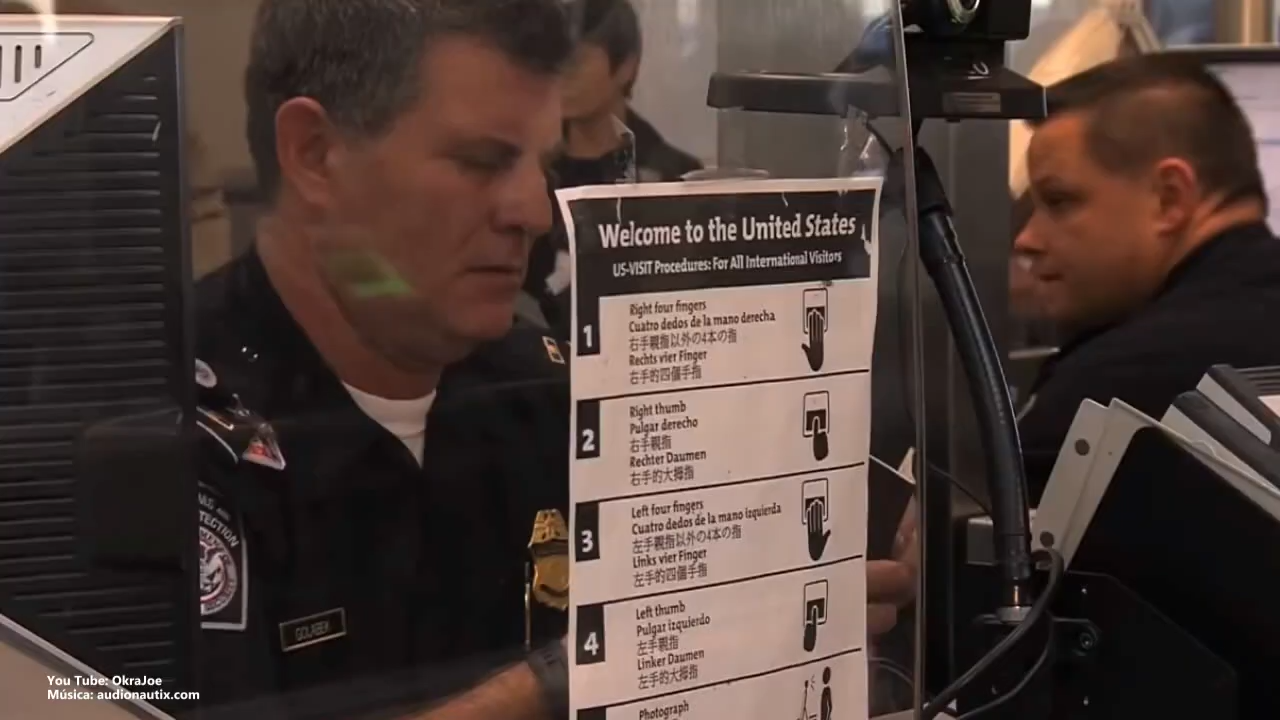 Welcome to the United States
US-VISIT Procedures: For All International Visitors
1
Right four fingers
Cuatro dedos de la mano derecha
右手親指以外の4本の指
Rechts vier Finger
右手的四個手指
2
Right thumb
Pulgar derecho
右手親指
Rechter Daumen
右手的大拇指
3
Left four fingers
Cuatro dedos de la mano izquierda
左手親指以外の4本の指
Links vier Finger
左手的四個手指
4
Left thumb
Pulgar izquierdo
左手親指
Linker Daumen
左手的大拇指
Photograph
GOLABEK
You Tube: OkraJoe
Música: audionautix.com